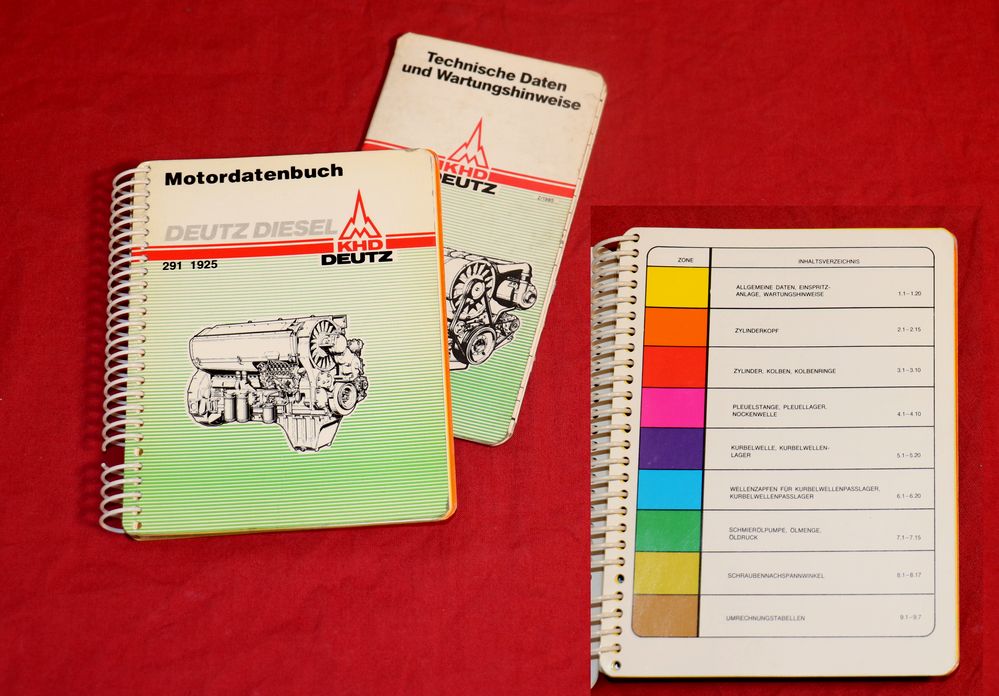 Technische Daten
und Wartungshinweise
KHD
DEUTZ
2/1985
Motordatenbuch
DEUTZ DIESEL
KHD
DEUTZ
291 1925
ZONE INHALTSVERZEICHNIS
ALLGEMEINE DATEN, EINSPRITZ-
ANLAGE, WARTUNGSHINWEISE 1.1–1.20
ZYLINDERKOPF 2.1–2.15
ZYLINDER, KOLBEN, KOLBENRINGE 3.1–3.10
PLEUELSTANGE, PLEUELLAGER,
NOCKENWELLE 4.1–4.10
KURBELWELLE, KURBELWELLEN-
LAGER 5.1–5.20
WELLENZAPFEN FÜR KURBELWELLENPASSLAGER,
KURBELWELLENPASSLAGER 6.1–6.20
SCHMIERÖLPUMPE, ÖLMENGE,
ÖLDRUCK 7.1–7.15
SCHRAUBENNACHSPANNWINKEL 8.1–8.17
UMRECHNUNGSTABELLEN 9.1–9.7